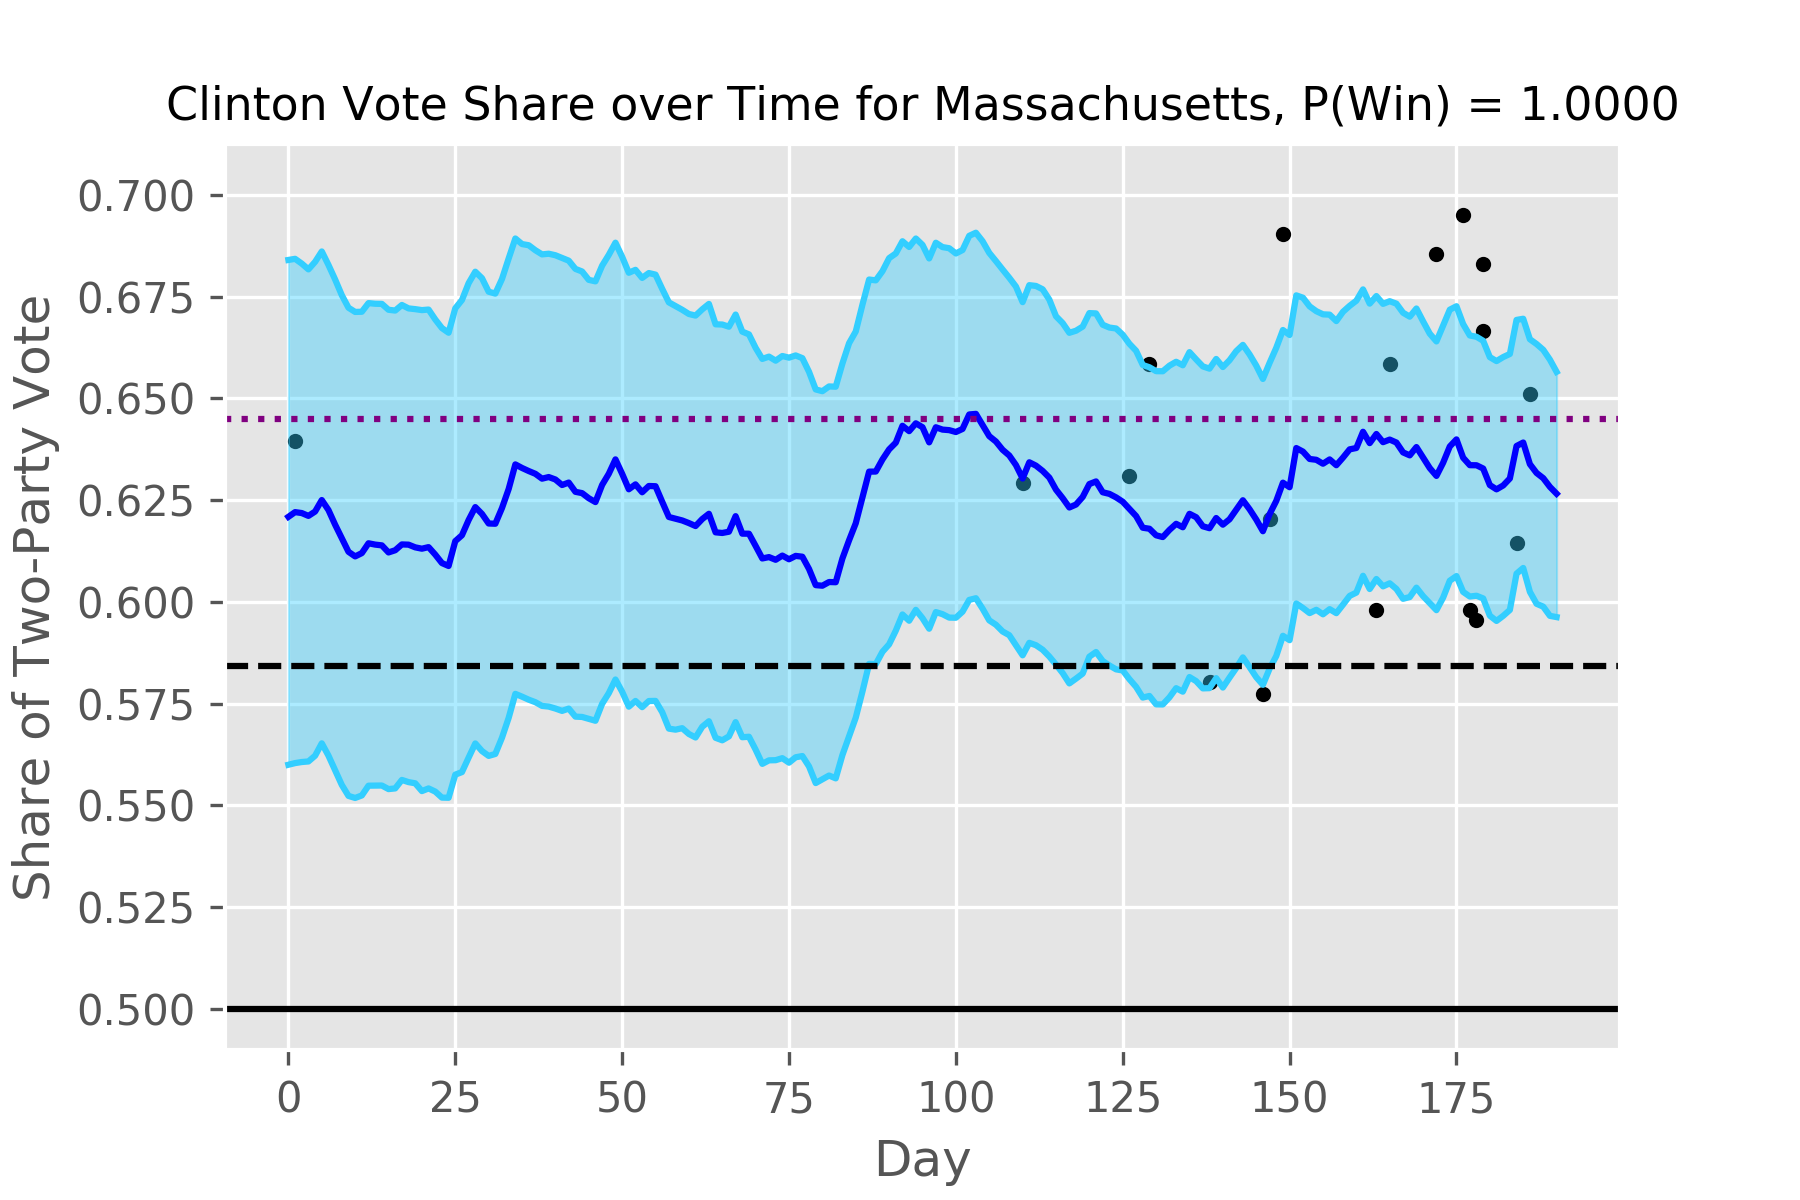 Clinton Vote Share over Time for Massachusetts, P(Win) = 1.0000
0.700
0.675
0.650
0.625
0.600
0.575
0.550
0.525
0.500
Share of Two-Party Vote
0 25 50 75 100 125 150 175
Day